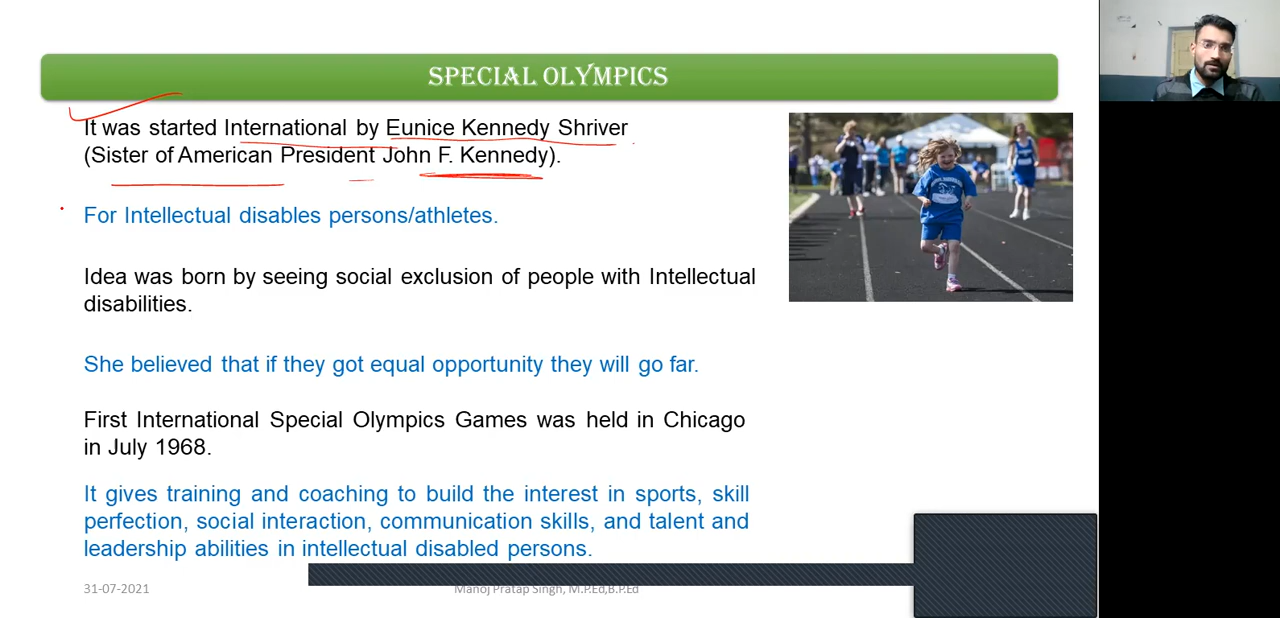 SPECIAL OLYMPICS
It was started International by Eunice Kennedy Shriver
(Sister of American President John F. Kennedy).
For Intellectual disables persons/athletes.
Idea was born by seeing social exclusion of people with Intellectual
disabilities.
She believed that if they got equal opportunity they will go far.
First International Special Olympics Games was held in Chicago
in July 1968.
It gives training and coaching to build the interest in sports, skill
perfection, social interaction, communication skills, and talent and
leadership abilities in intellectual disabled persons.
31-07-2021
Manoj Pratap Singh, M.P.Ed,B.P.Ed